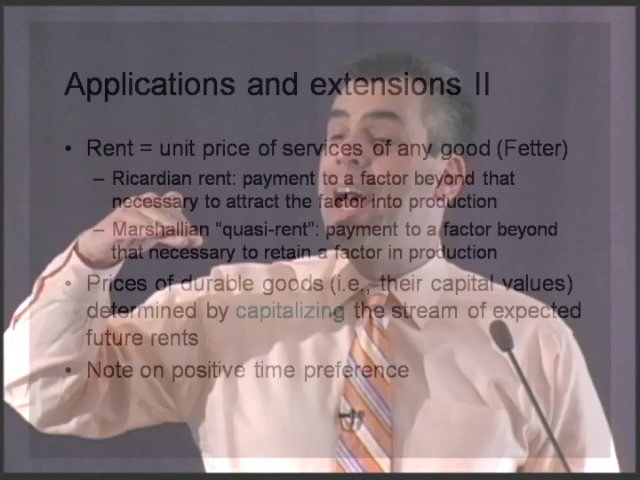 Applications and extensions II
• Rent = unit price of services of any good (Fetter)
– Ricardian rent: payment to a factor beyond that
necessary to attract the factor into production
– Marshallian “quasi-rent”: payment to a factor beyond
that necessary to retain a factor in production
• Prices of durable goods (i.e., their capital values)
determined by capitalizing the stream of expected
future rents
• Note on positive time preference